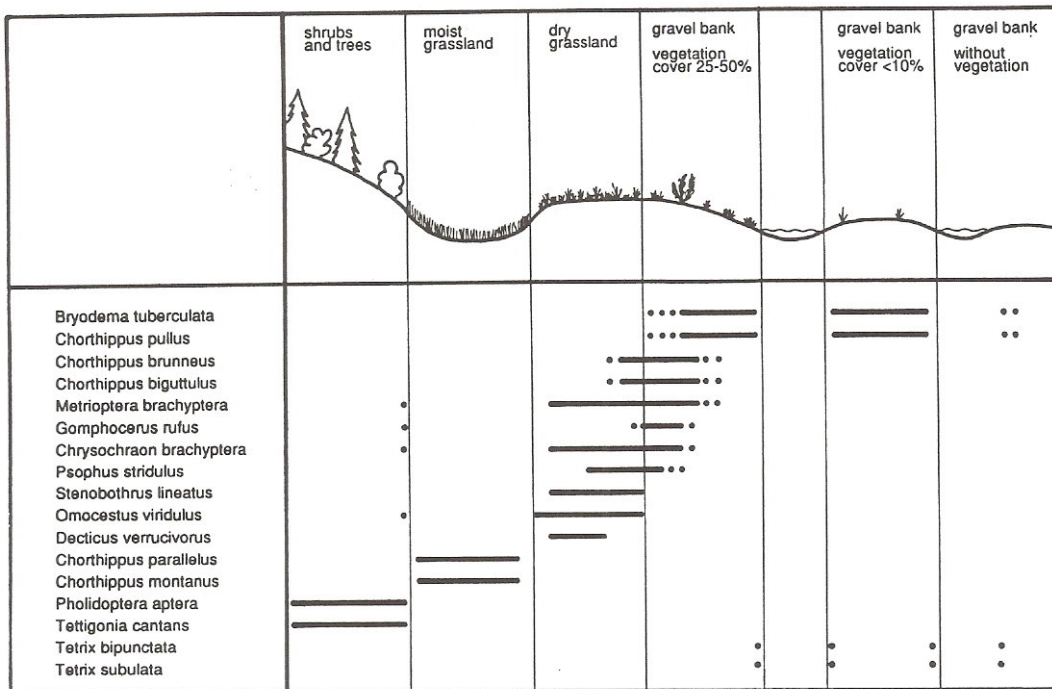 shrubs
and trees
moist
grassland
dry
grassland
gravel bank
vegetation
cover 25-50%
gravel bank
vegetation
cover <10%
gravel bank
without
vegetation
Bryodema tuberculata
Chorthippus pullus
Chorthippus brunneus
Chorthippus biguttulus
Metrioptera brachyptera
Gomphocerus rufus
Chrysochraon brachyptera
Psophus stridulus
Stenobothrus lineatus
Omocestus viridulus
Decticus verrucivorus
Chorthippus parallelus
Chorthippus montanus
Pholidoptera aptera
Tettigonia cantans
Tetrix bipunctata
Tetrix subulata